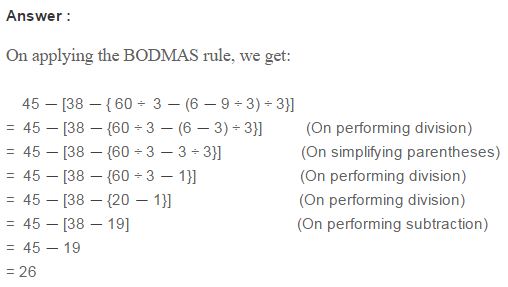 Answer :
On applying the BODMAS rule, we get:
45 — [38 — { 60 ÷ 3 — (6 — 9 ÷ 3) ÷ 3}]
= 45 — [38 — {60 ÷ 3 — (6 — 3) ÷ 3}] (On performing division)
= 45 — [38 — {60 ÷ 3 — 3 ÷ 3}] (On simplifying parentheses)
= 45 — [38 — {60 ÷ 3 — 1}] (On performing division)
= 45 — [38 — {20 — 1}] (On performing division)
= 45 — [38 — 19] (On performing subtraction)
= 45 — 19
= 26